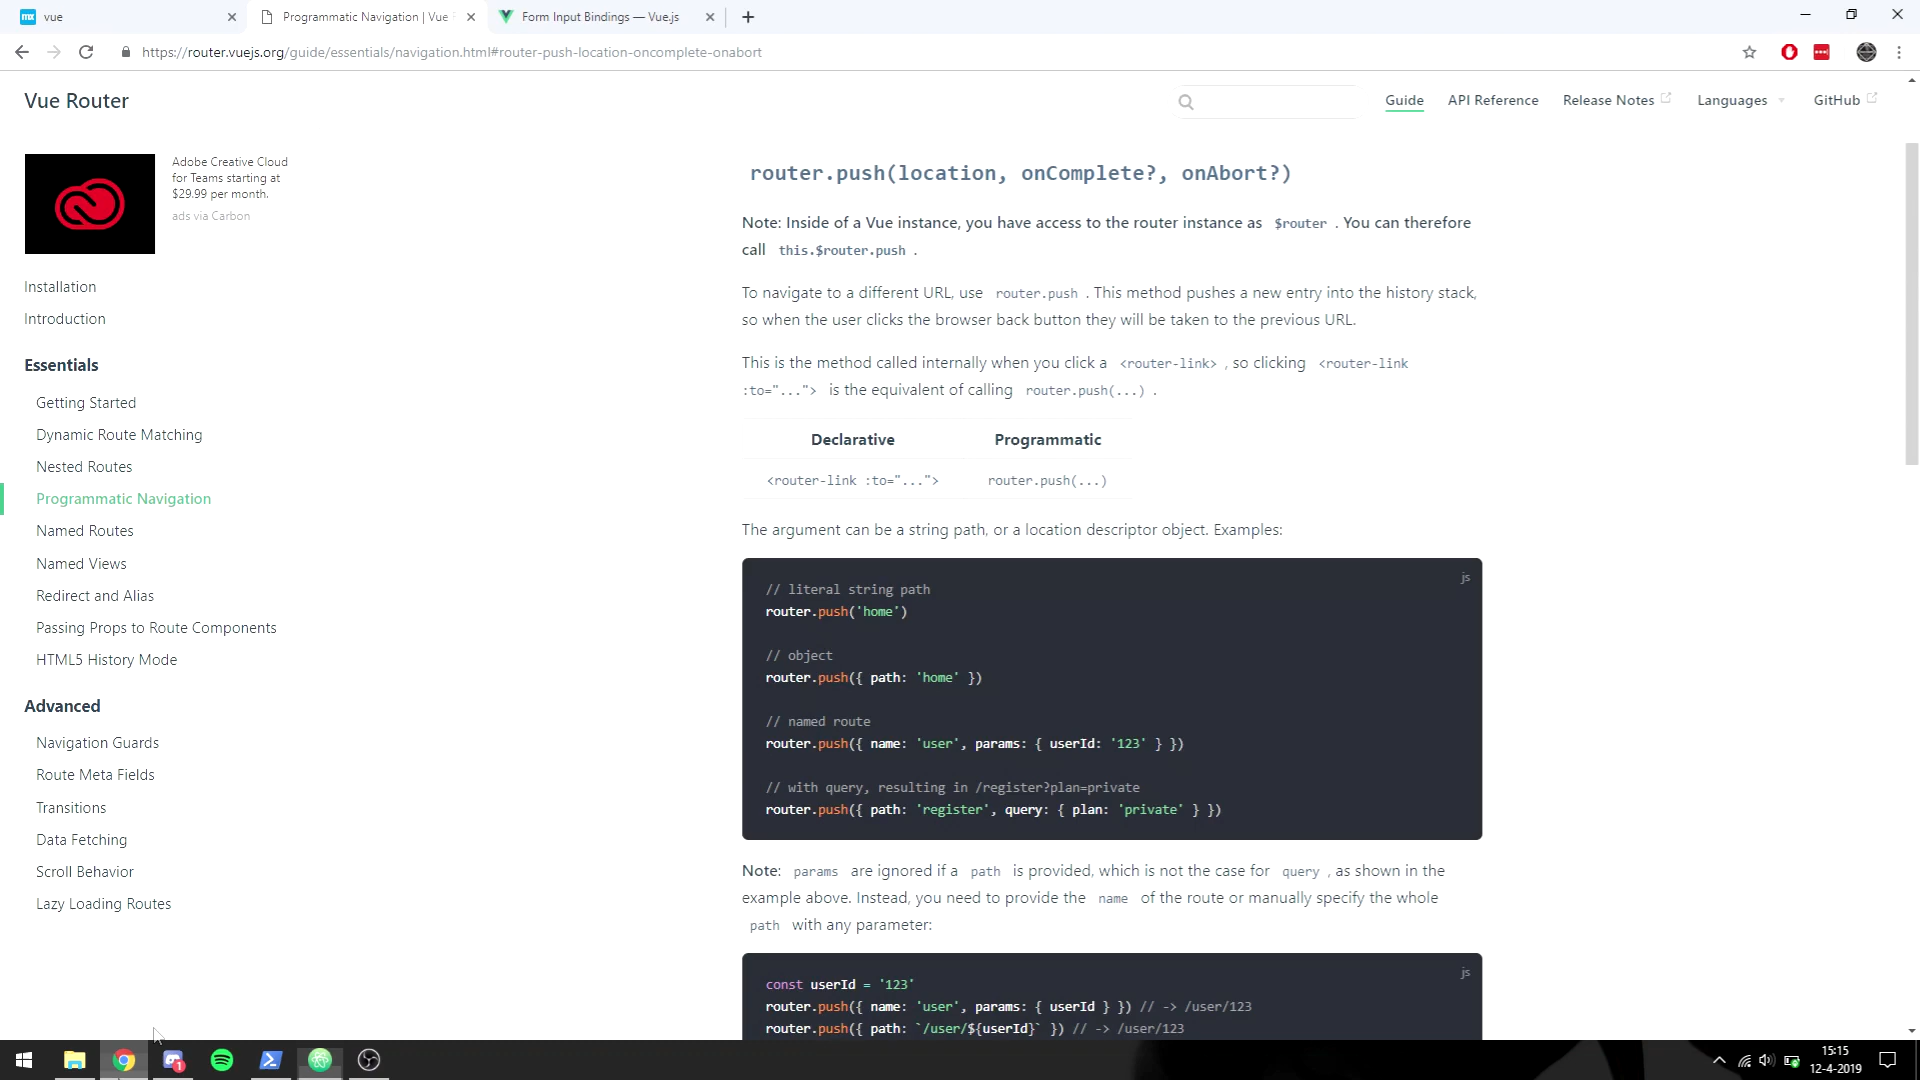 vue
Programmatic Navigation | Vue
Form Input Bindings — Vue.js
https://router.vuejs.org/guide/essentials/navigation.html#router-push-location-oncomplete-onabort
Vue Router
Guide
API Reference
Release Notes
Languages
GitHub
Adobe Creative Cloud
for Teams starting at
$29.99 per month.
ads via Carbon
Installation
Introduction
Essentials
Getting Started
Dynamic Route Matching
Nested Routes
Programmatic Navigation
Named Routes
Named Views
Redirect and Alias
Passing Props to Route Components
HTML5 History Mode
Advanced
Navigation Guards
Route Meta Fields
Transitions
Data Fetching
Scroll Behavior
Lazy Loading Routes
router.push(location, onComplete?, onAbort?)
Note: Inside of a Vue instance, you have access to the router instance as $router . You can therefore
call this.$router.push .
To navigate to a different URL, use router.push . This method pushes a new entry into the history stack,
so when the user clicks the browser back button they will be taken to the previous URL.
This is the method called internally when you click a <router-link> , so clicking <router-link
:to="..."> is the equivalent of calling router.push(...) .
Declarative Programmatic
<router-link :to="..."> router.push(...)
The argument can be a string path, or a location descriptor object. Examples:
js
// literal string path
router.push('home')
// object
router.push({ path: 'home' })
// named route
router.push({ name: 'user', params: { userId: '123' } })
// with query, resulting in /register?plan=private
router.push({ path: 'register', query: { plan: 'private' } })
Note: params are ignored if a path is provided, which is not the case for query , as shown in the
example above. Instead, you need to provide the name of the route or manually specify the whole
path with any parameter:
js
const userId = '123'
router.push({ name: 'user', params: { userId } }) // -> /user/123
router.push({ path: `/user/${userId}` }) // -> /user/123
1
15:15
12-4-2019